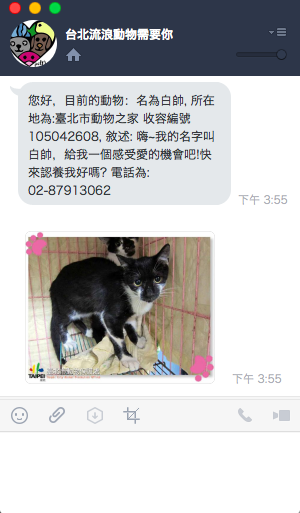 台北流浪動物需要你
您好，目前的動物：名為白帥, 所在
地為:臺北市動物之家 收容編號
105042608, 敘述: 嗨~我的名字叫
白帥，給我一個感受愛的機會吧!快
來認養我好嗎? 電話為:
02-87913062
下午 3:55
TAIPEI
下午 3:55